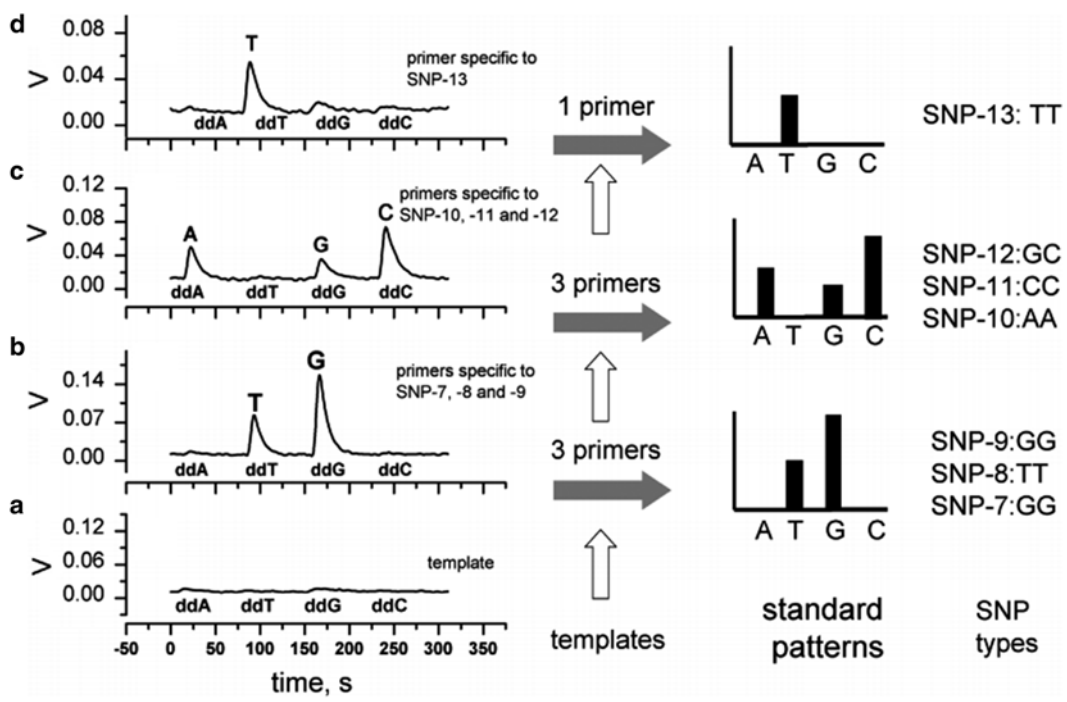 d
0.08
0.04
0.00
V
T
primer specific to
SNP-13
ddA ddT ddG ddC
1 primer
A T G C
SNP-13: TT
c
0.12
0.08
0.04
0.00
V
A
G
C
primers specific to
SNP-10, -11 and -12
ddA ddT ddG ddC
3 primers
A T G C
SNP-12:GC
SNP-11:CC
SNP-10:AA
b
0.14
0.07
0.00
V
T
G
primers specific to
SNP-7, -8 and -9
ddA ddT ddG ddC
3 primers
A T G C
SNP-9:GG
SNP-8:TT
SNP-7:GG
a
0.12
0.06
0.00
V
template
ddA ddT ddG ddC
-50 0 50 100 150 200 250 300 350
time, s
templates
standard
patterns
SNP
types